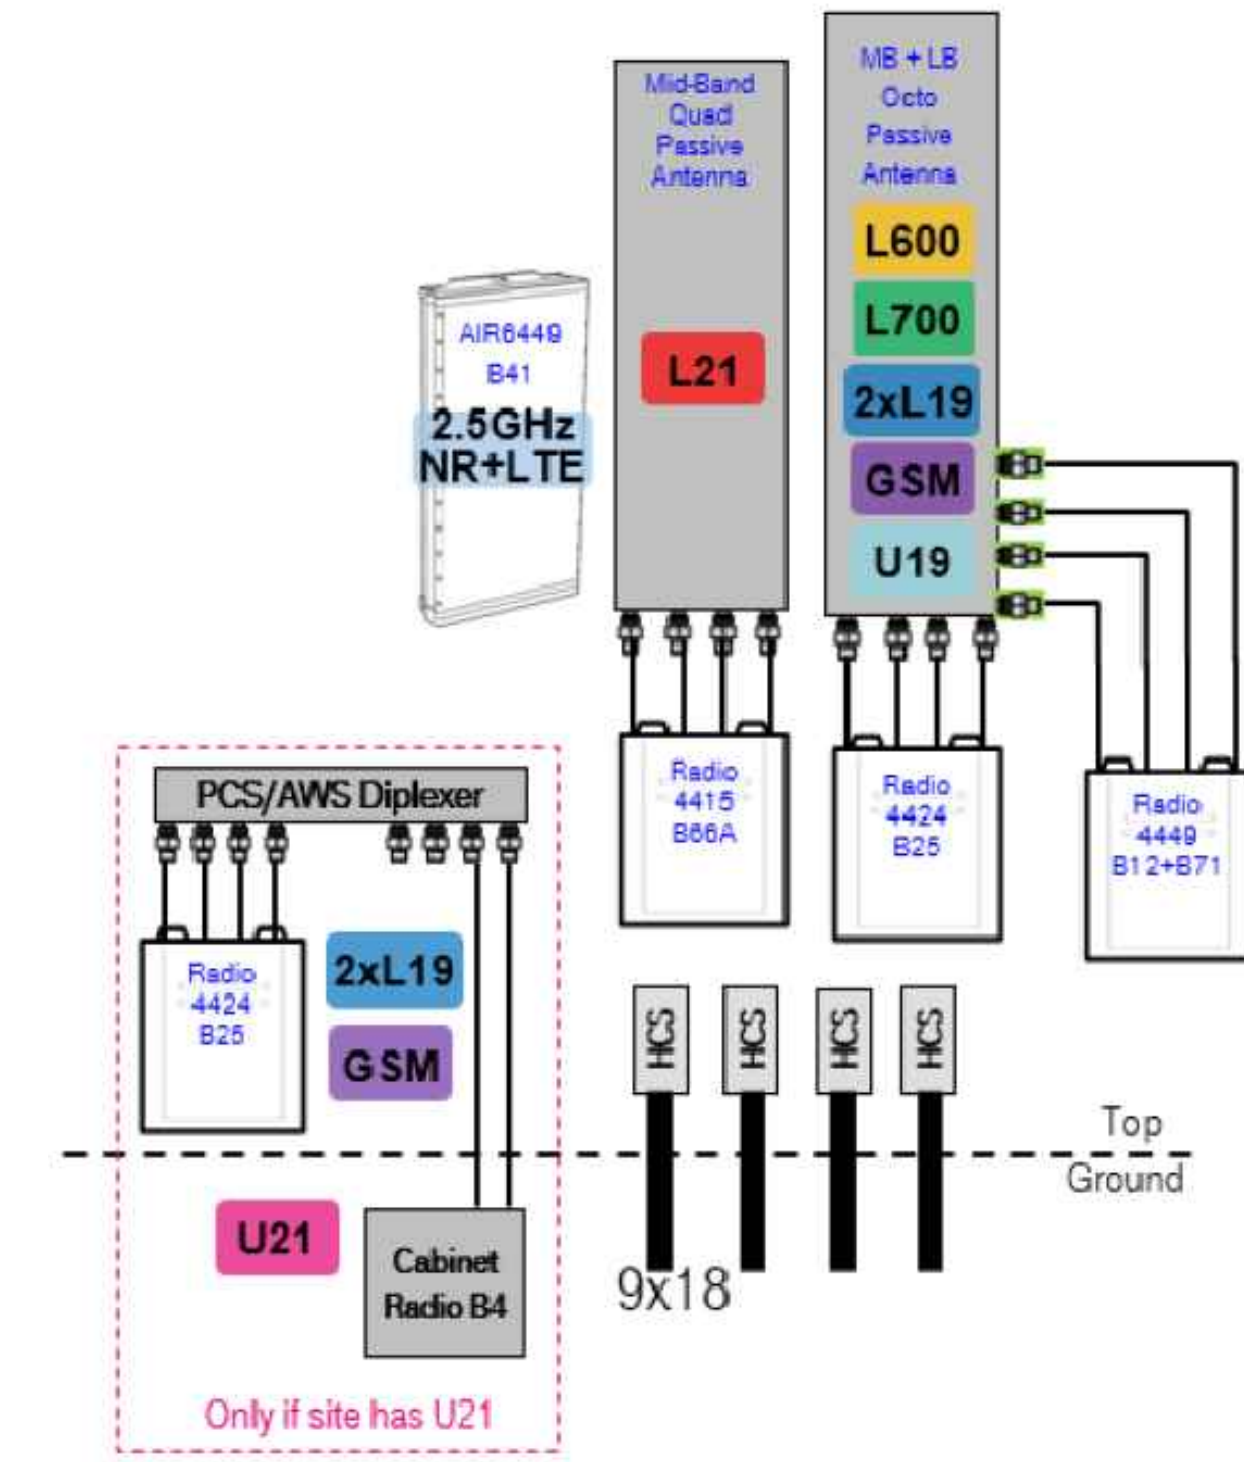 MB + LB
Octo
Passive
Antenna
L600
L700
2xL19
GSM
U19
Mid-Band
Quad
Passive
Antenna
L21
AIR6449
B41
2.5GHz
NR+LTE
Radio
4415
B66A
Radio
4424
B25
Radio
4449
B12+B71
PCS/AWS Diplexer
Radio
4424
B25
2xL19
GSM
HCS
HCS
HCS
HCS
Top
Ground
U21
Cabinet
Radio B4
9x18
Only if site has U21